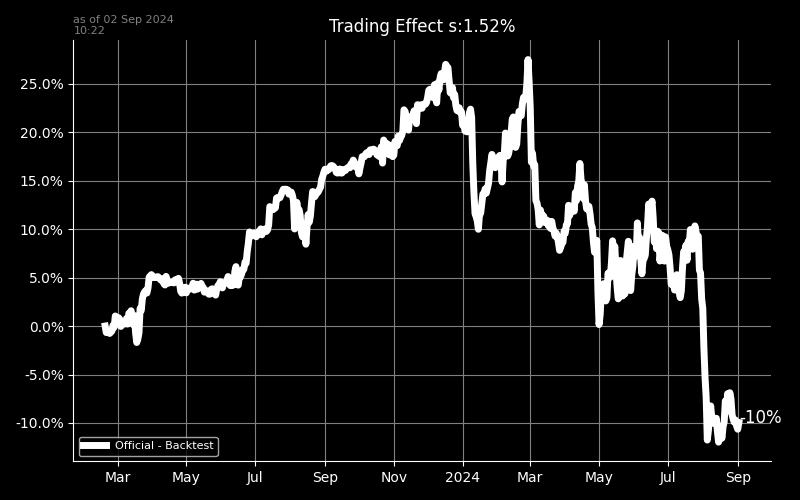 as of 02 Sep 2024
10:22
Trading Effect s:1.52%
25.0%
20.0%
15.0%
10.0%
5.0%
0.0%
-5.0%
-10.0%
-10%
Official - Backtest
Mar May Jul Sep Nov 2024 Mar May Jul Sep